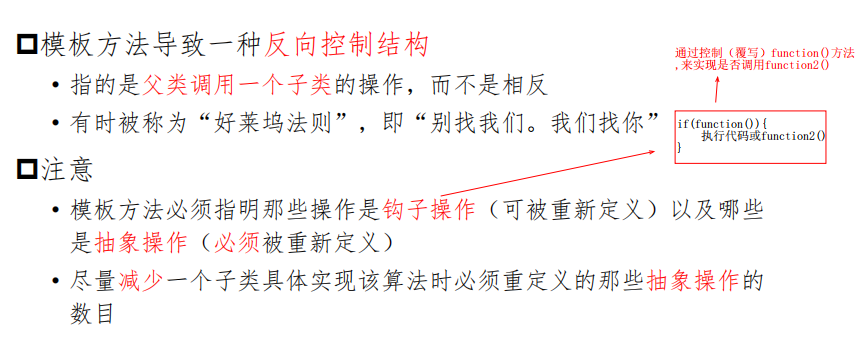 模板方法导致一种反向控制结构
• 指的是父类调用一个子类的操作，而不是相反
• 有时被称为“好莱坞法则”，即“别找我们。我们找你”
注意
• 模板方法必须指明那些操作是钩子操作（可被重新定义）以及哪些
是抽象操作（必须被重新定义）
• 尽量减少一个子类具体实现该算法时必须重定义的那些抽象操作的
数目
通过控制（覆写）function()方法
,来实现是否调用function2()
if(function()){
执行代码或function2()
}